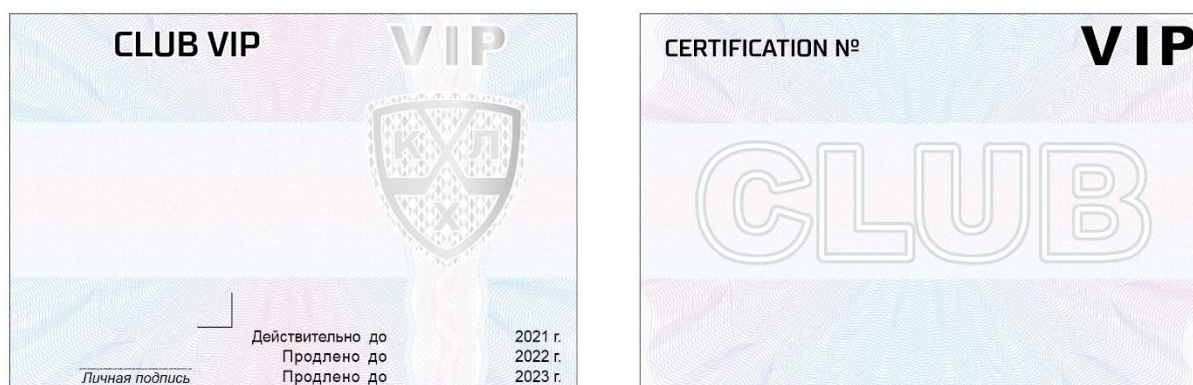 CLUB VIP
VIP
КХЛ
Действительно до 2021 г.
Продлено до 2022 г.
Личная подпись Продлено до 2023 г.
CERTIFICATION №
VIP
CLUB